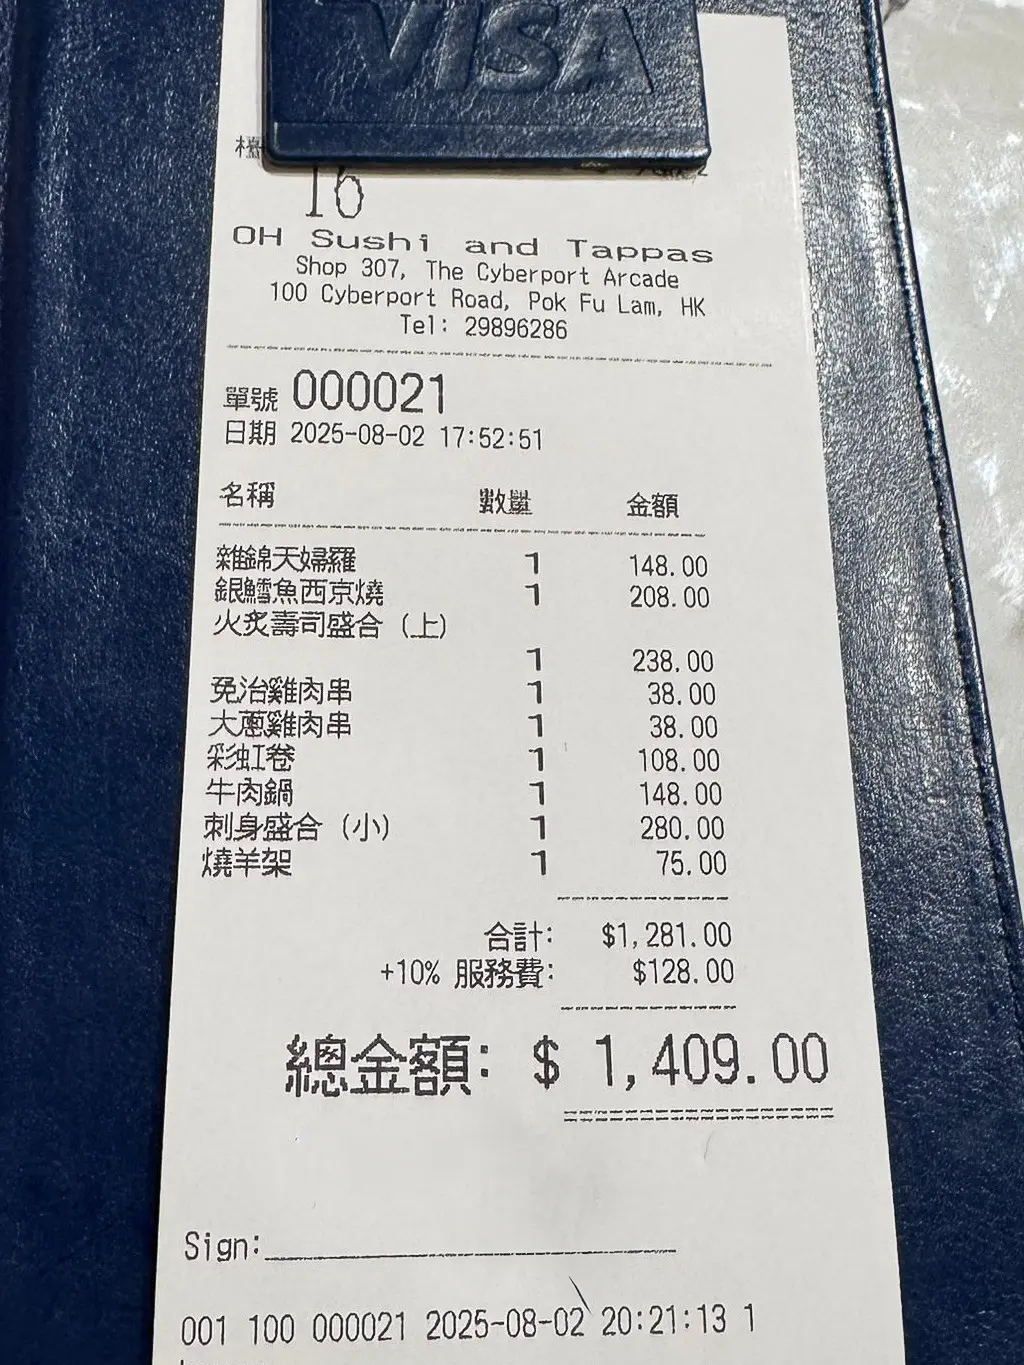 VISA
16
OH Sushi and Tappas
Shop 307, The Cyberport Arcade
100 Cyberport Road, Pok Fu Lam, HK
Tel: 29896286
單號 000021
日期 2025-08-02 17:52:51
名稱 數量 金額
雜錦天婦羅 1 148.00
銀鱈魚西京燒 1 208.00
火炙壽司盛合 (上)
1 238.00
免治雞肉串 1 38.00
大蔥雞肉串 1 38.00
彩虹卷 1 108.00
牛肉鍋 1 148.00
刺身盛合 (小) 1 280.00
燒羊架 1 75.00
合計: $1,281.00
+10% 服務費: $128.00
總金額: $ 1,409.00
Sign:
001 100 000021 2025-08-02 20:21:13 1